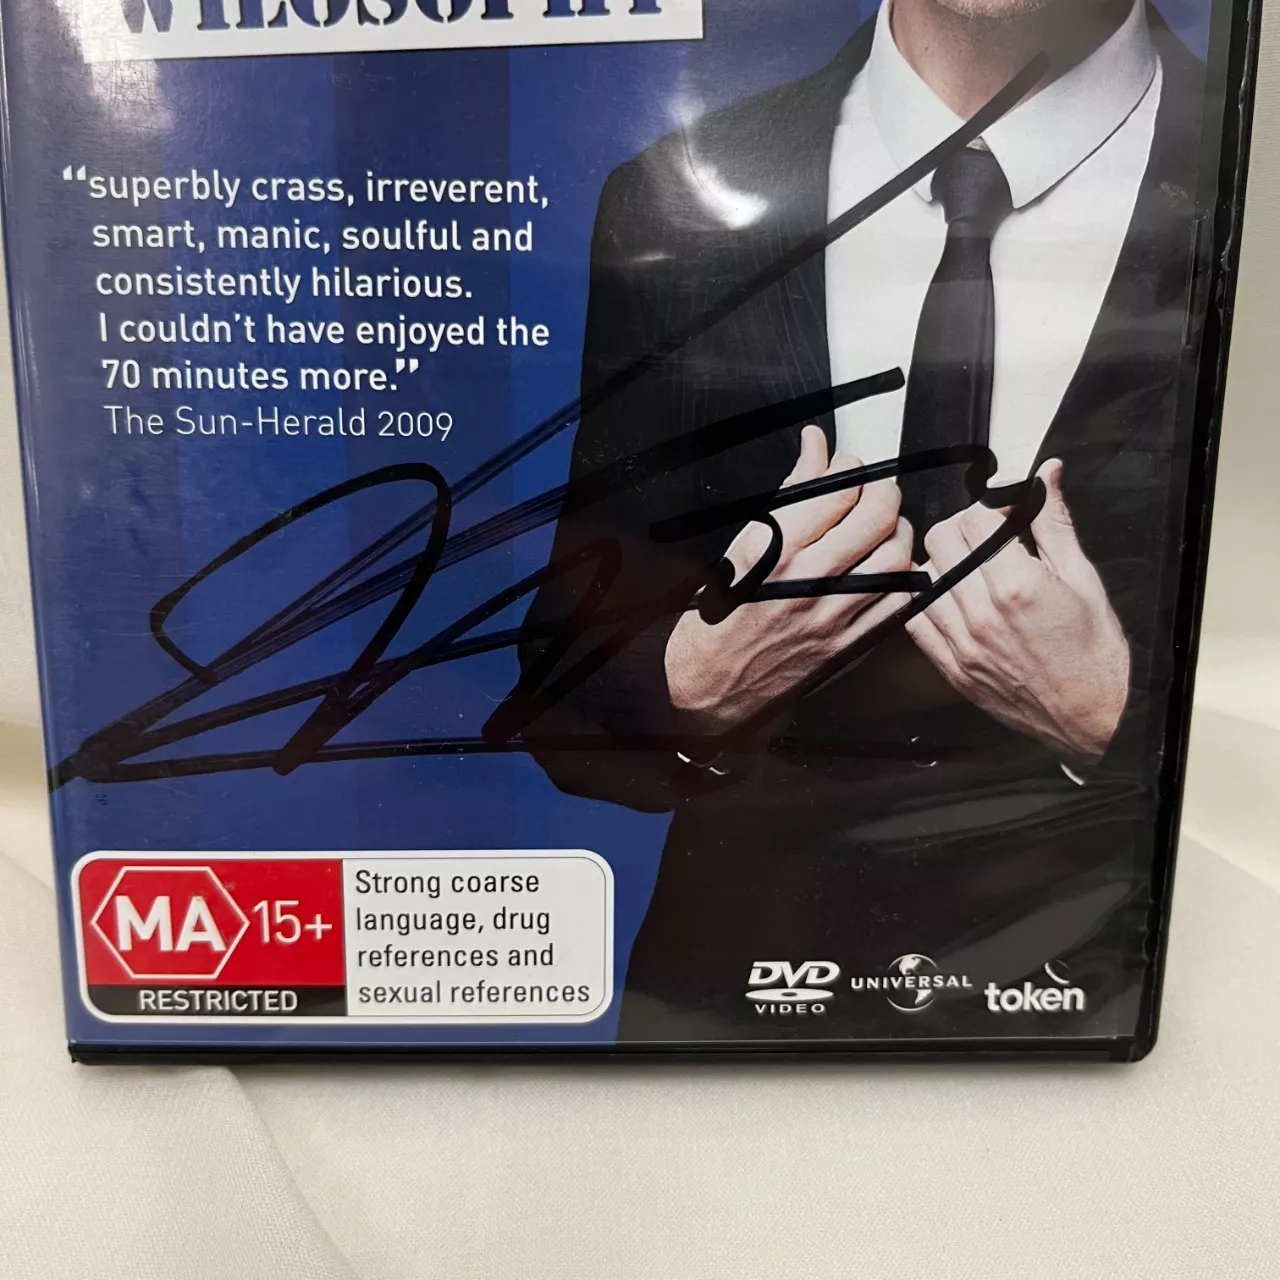 WILOSOPHY
“superbly crass, irreverent,
smart, manic, soulful and
consistently hilarious.
I couldn’t have enjoyed the
70 minutes more.”
The Sun-Herald 2009
MA 15+
RESTRICTED
Strong coarse
language, drug
references and
sexual references
DVD
VIDEO
UNIVERSAL
token